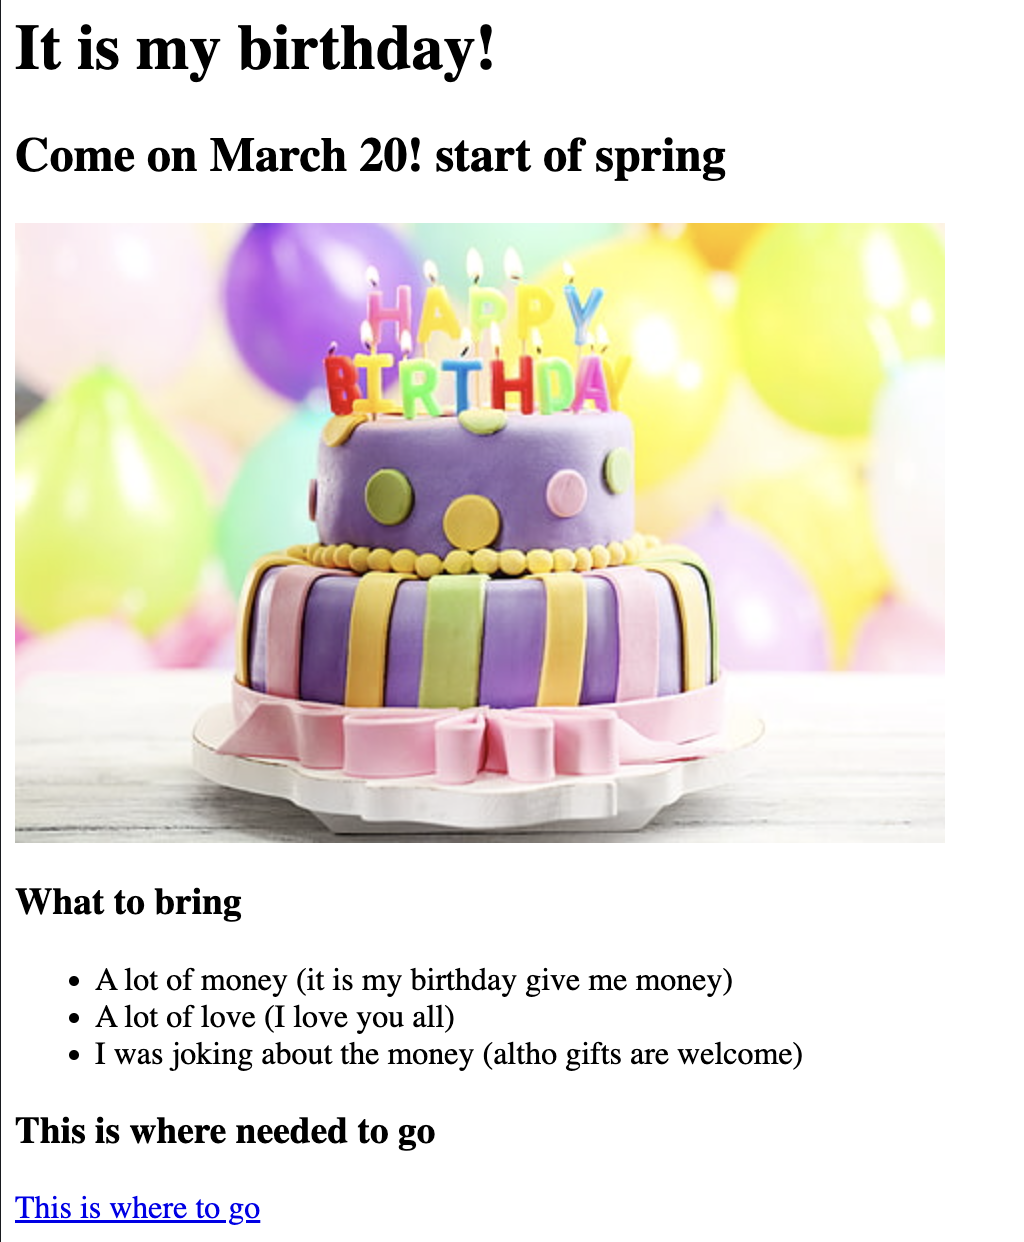 It is my birthday!
Come on March 20! start of spring
HAPPY
BIRTHDAY
What to bring
A lot of money (it is my birthday give me money)
A lot of love (I love you all)
I was joking about the money (altho gifts are welcome)
This is where needed to go
This is where to go